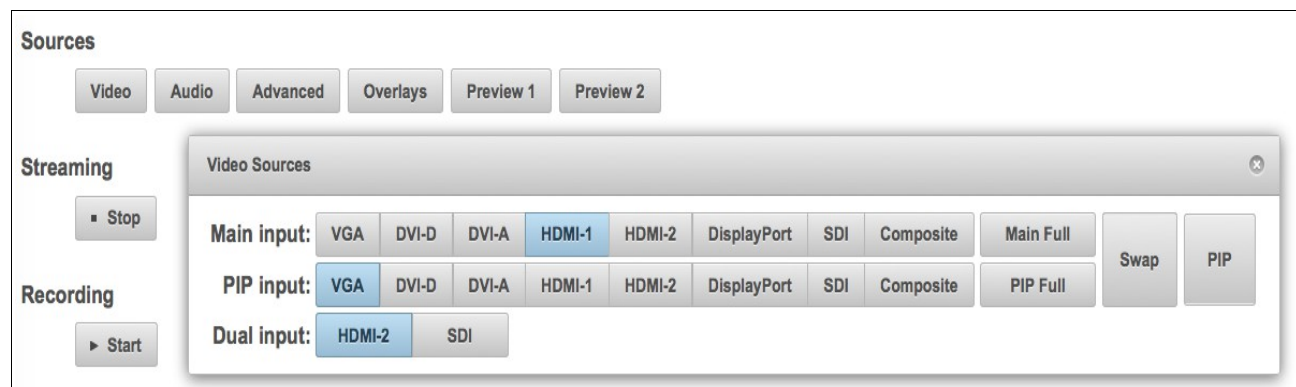 Sources
Video Audio Advanced Overlays Preview 1 Preview 2
Streaming
Stop
Recording
Start
Video Sources
Main input: VGA DVI-D DVI-A HDMI-1 HDMI-2 DisplayPort SDI Composite Main Full
PIP input: VGA DVI-D DVI-A HDMI-1 HDMI-2 DisplayPort SDI Composite PIP Full
Swap PIP
Dual input: HDMI-2 SDI